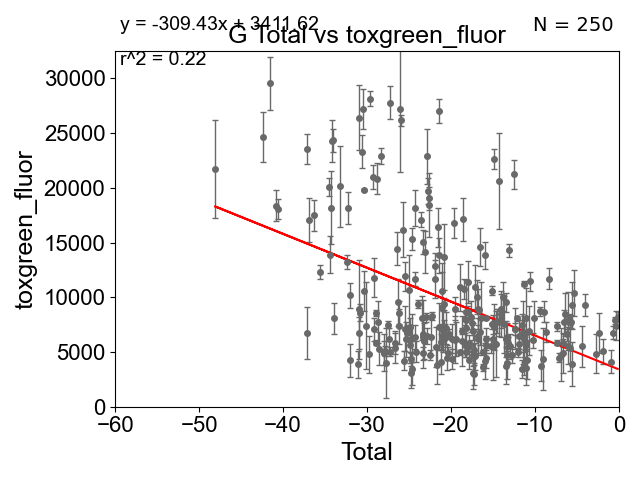 y = -309.43x + 3411.62
N = 250
G Total vs toxgreen_fluor
r^2 = 0.22
30000
25000
20000
15000
10000
5000
0
toxgreen_fluor
−60
−50
−40
−30
−20
−10
0
Total